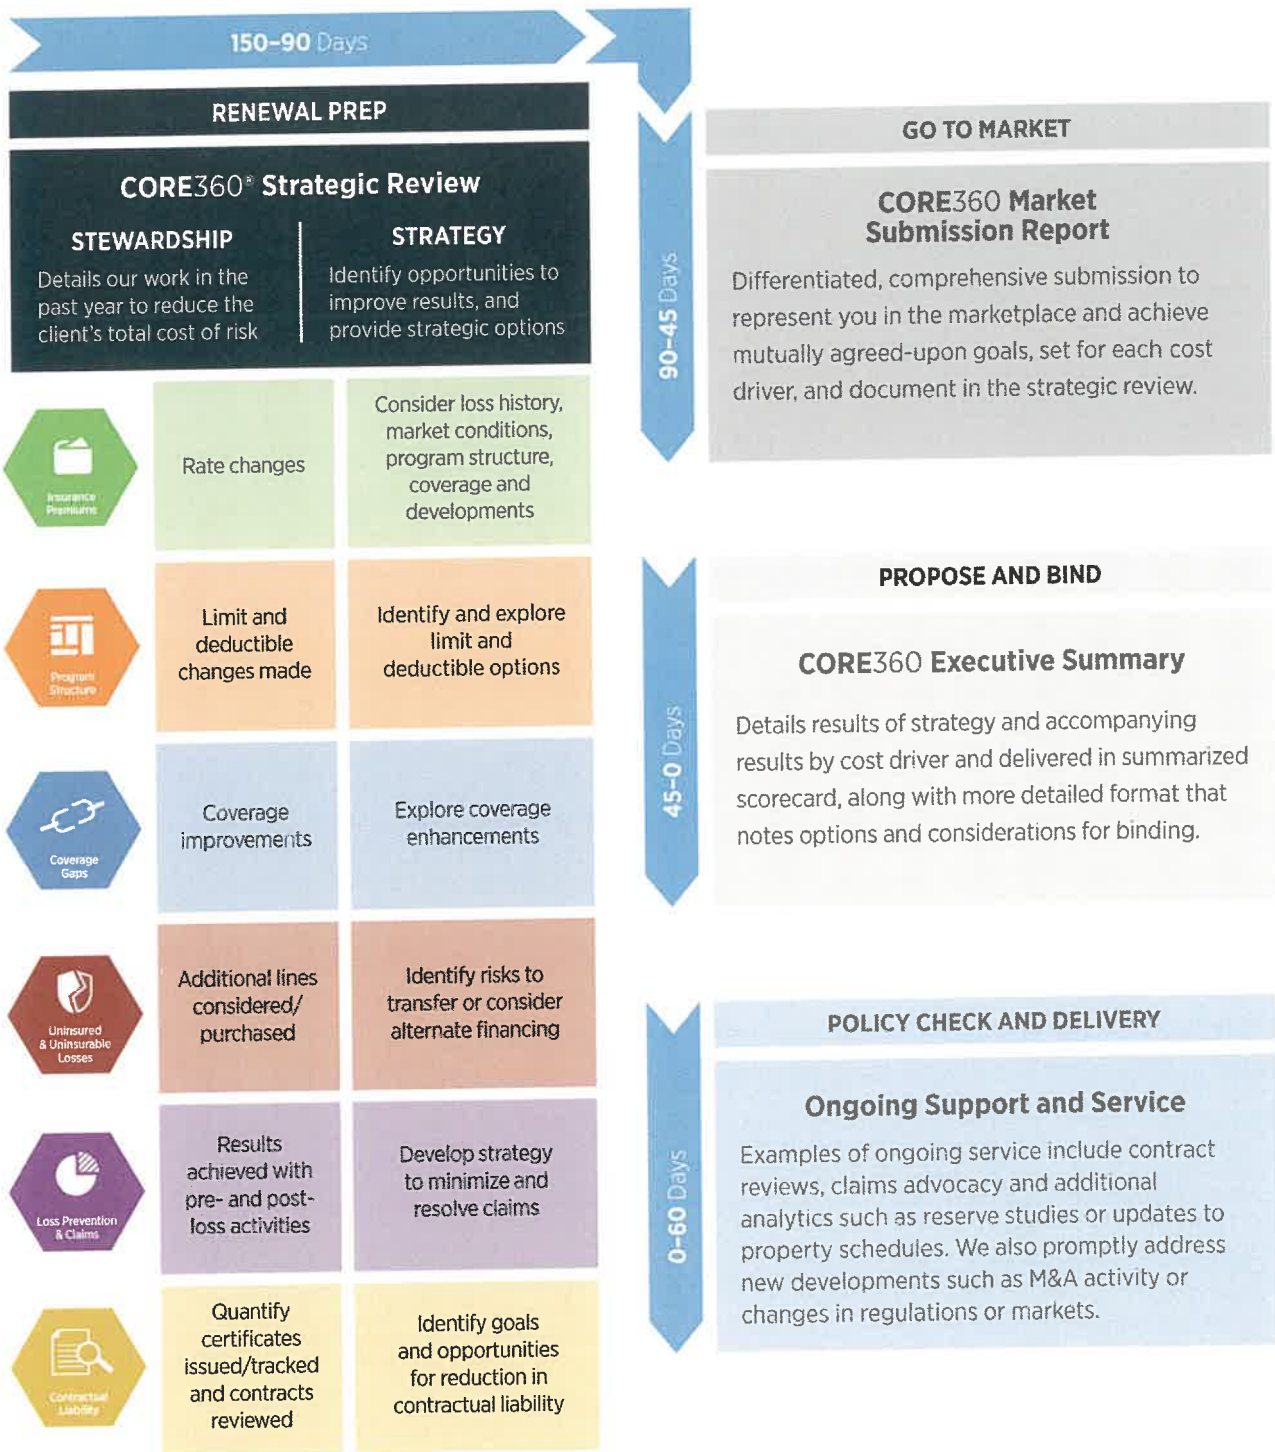 150–90 Days
RENEWAL PREP
CORE360® Strategic Review
STEWARDSHIP
Details our work in the
past year to reduce the
client's total cost of risk
STRATEGY
Identify opportunities to
improve results, and
provide strategic options
Insurance
Premiums
Rate changes
Consider loss history,
market conditions,
program structure,
coverage and
developments
Program
Structure
Limit and
deductible
changes made
Identify and explore
limit and
deductible options
Coverage
Gaps
Coverage
improvements
Explore coverage
enhancements
Uninsured
& Uninsurable
Losses
Additional lines
considered/
purchased
Identify risks to
transfer or consider
alternate financing
Loss Prevention
& Claims
Results
achieved with
pre- and post-
loss activities
Develop strategy
to minimize and
resolve claims
Contractual
Liability
Quantify
certificates
issued/tracked
and contracts
reviewed
Identify goals
and opportunities
for reduction in
contractual liability
90–45 Days
GO TO MARKET
CORE360 Market
Submission Report
Differentiated, comprehensive submission to
represent you in the marketplace and achieve
mutually agreed-upon goals, set for each cost
driver, and document in the strategic review.
45–0 Days
PROPOSE AND BIND
CORE360 Executive Summary
Details results of strategy and accompanying
results by cost driver and delivered in summarized
scorecard, along with more detailed format that
notes options and considerations for binding.
0–60 Days
POLICY CHECK AND DELIVERY
Ongoing Support and Service
Examples of ongoing service include contract
reviews, claims advocacy and additional
analytics such as reserve studies or updates to
property schedules. We also promptly address
new developments such as M&A activity or
changes in regulations or markets.